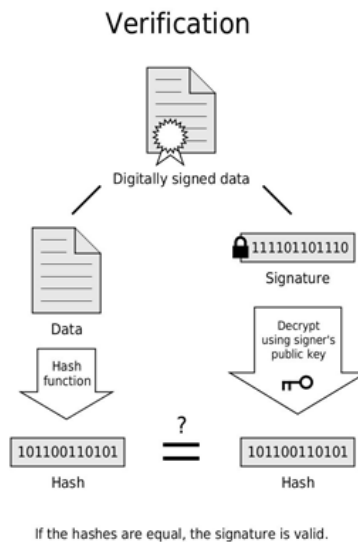 Verification
Digitally signed data
111101101110
Signature
Data
Decrypt
using signer's
public key
Hash
function
?
101100110101
=
101100110101
Hash
Hash
If the hashes are equal, the signature is valid.